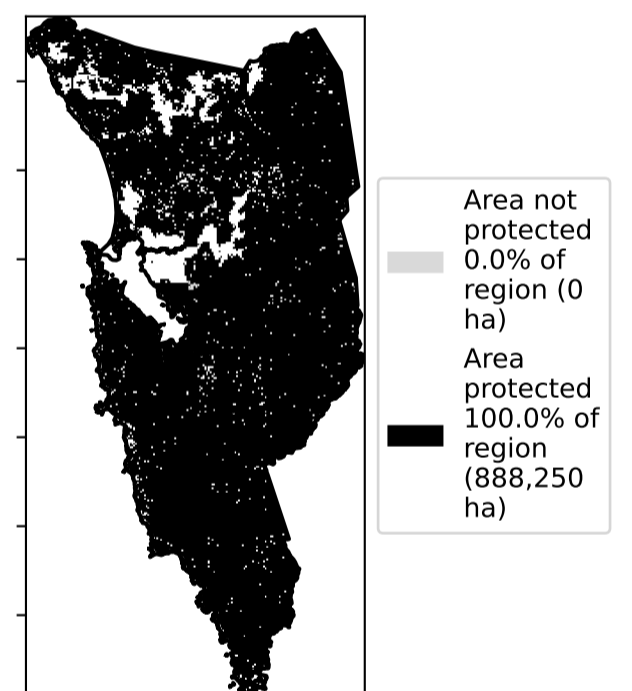 Area not
protected
0.0% of
region (0
ha)
Area
protected
100.0% of
region
(888,250
ha)